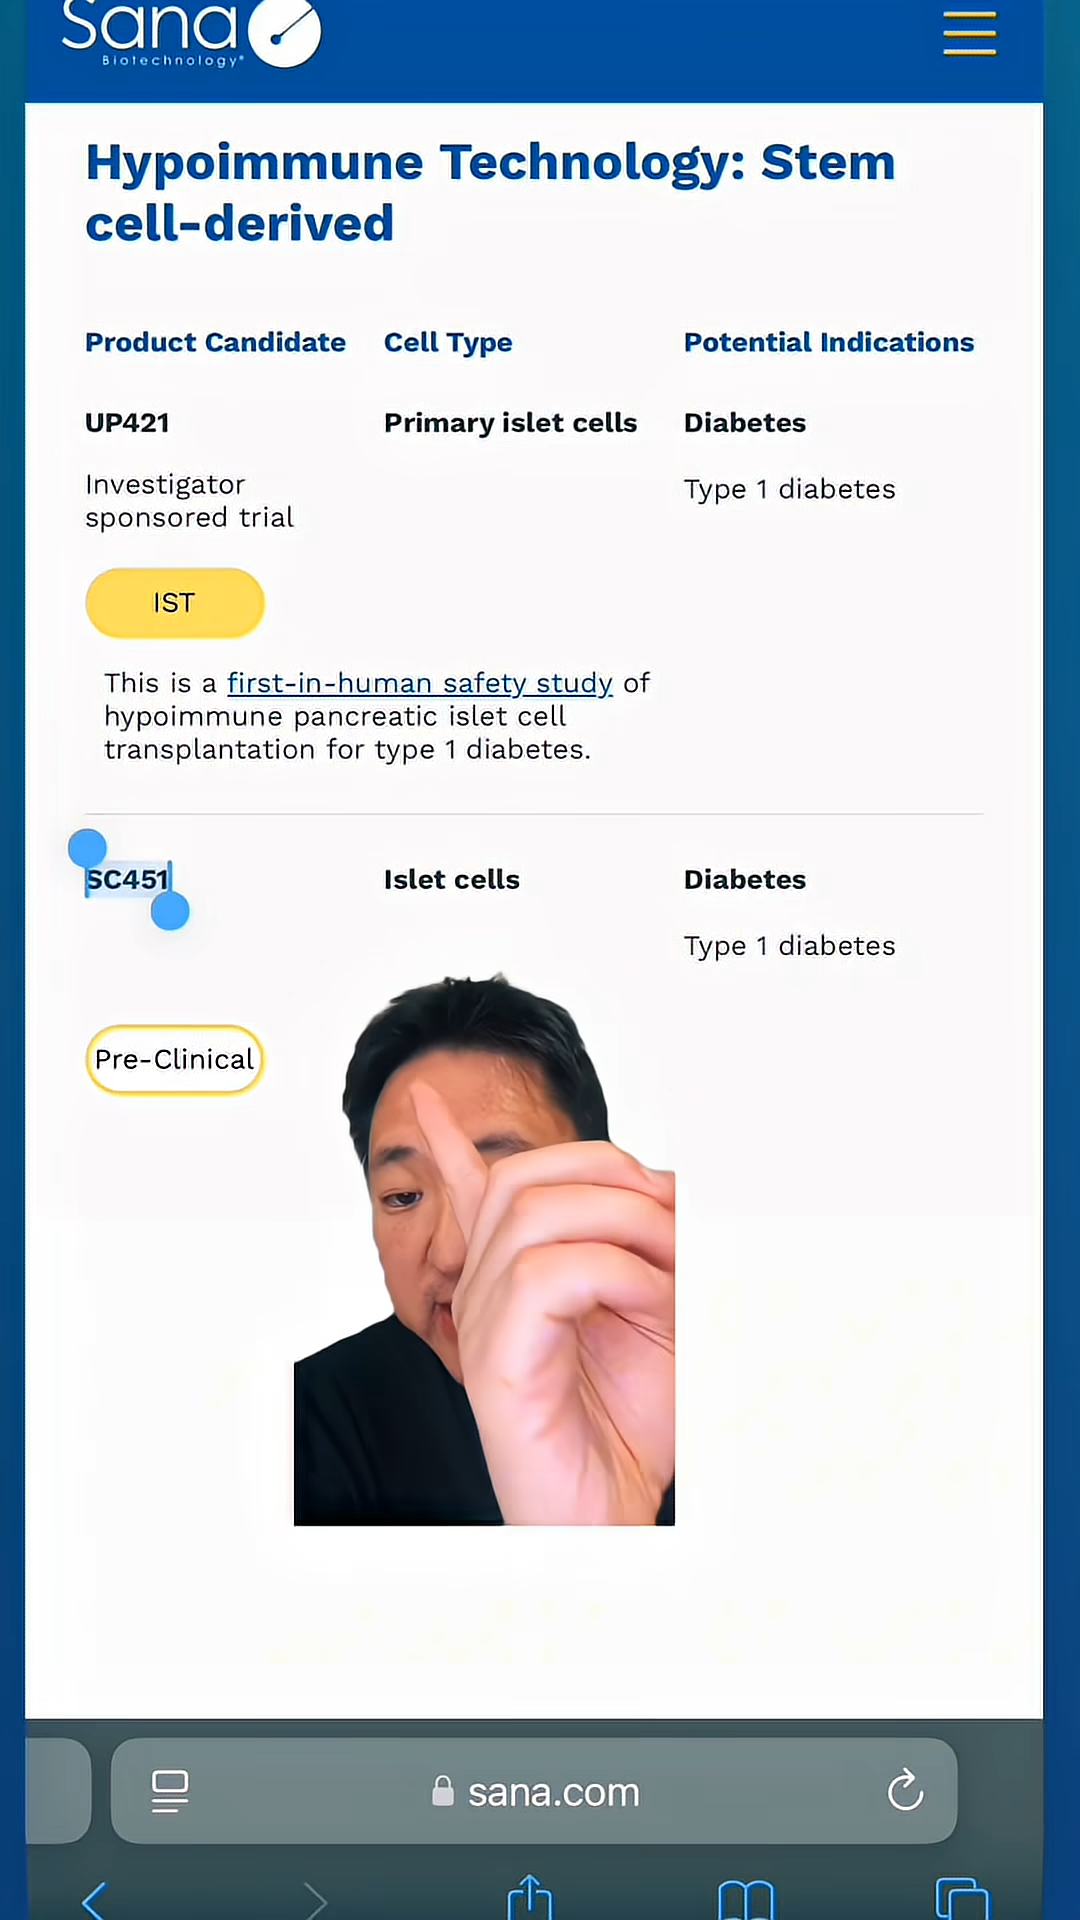 Sana
Biotechnology®
Hypoimmune Technology: Stem
cell-derived
Product Candidate Cell Type Potential Indications
UP421 Primary islet cells Diabetes
Investigator
sponsored trial
Type 1 diabetes
IST
This is a first-in-human safety study of
hypoimmune pancreatic islet cell
transplantation for type 1 diabetes.
SC451 Islet cells Diabetes
Type 1 diabetes
Pre-Clinical
sana.com